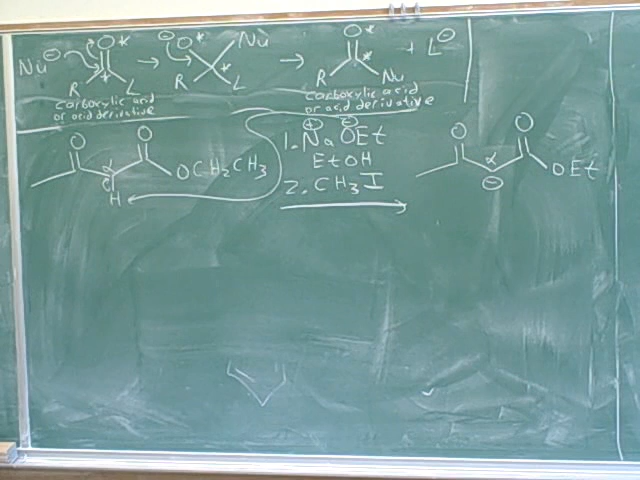 Nu⊖ O* R L → ⊖O* Nu R L → O* R Nu + L⊖
carboxylic acid
or acid derivative
carboxylic acid
or acid derivative
O O α C H OCH2CH3
1. Na⊕ ⊖OEt
EtOH
2. CH3I
O O α ⊖ OEt